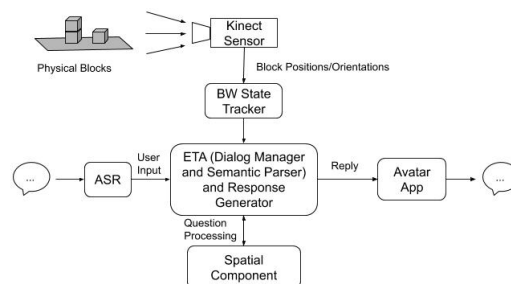 Kinect
Sensor
Physical Blocks
Block Positions/Orientations
BW State
Tracker
...
ASR
User
Input
ETA (Dialog Manager
and Semantic Parser)
and Response
Generator
Reply
Avatar
App
...
Question
Processing
Spatial
Component